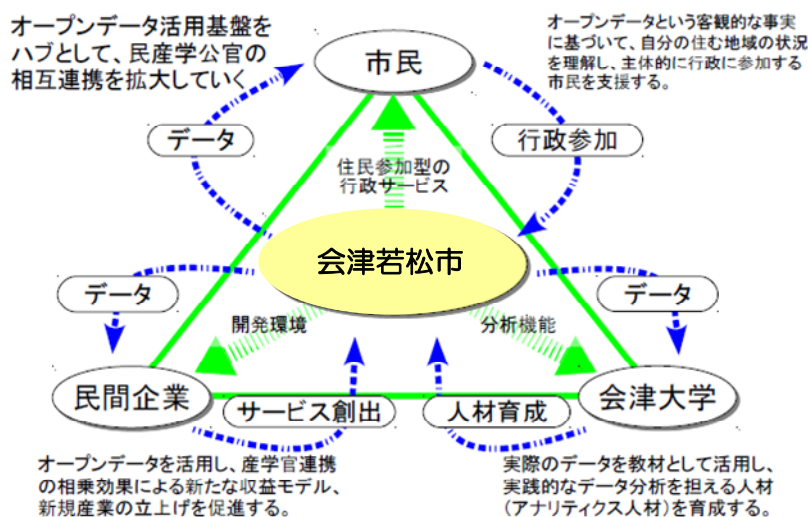 オープンデータ活用基盤を
ハブとして、民産学公官の
相互連携を拡大していく
オープンデータという客観的な事実
に基づいて、自分の住む地域の状況
を理解し、主体的に行政に参加する
市民を支援する。
市民
データ
行政参加
住民参加型の
行政サービス
会津若松市
データ
データ
開発環境
分析機能
民間企業
会津大学
サービス創出
人材育成
オープンデータを活用し、産学官連携
の相乗効果による新たな収益モデル、
新規産業の立上げを促進する。
実際のデータを教材として活用し、
実践的なデータ分析を担える人材
（アナリティクス人材）を育成する。